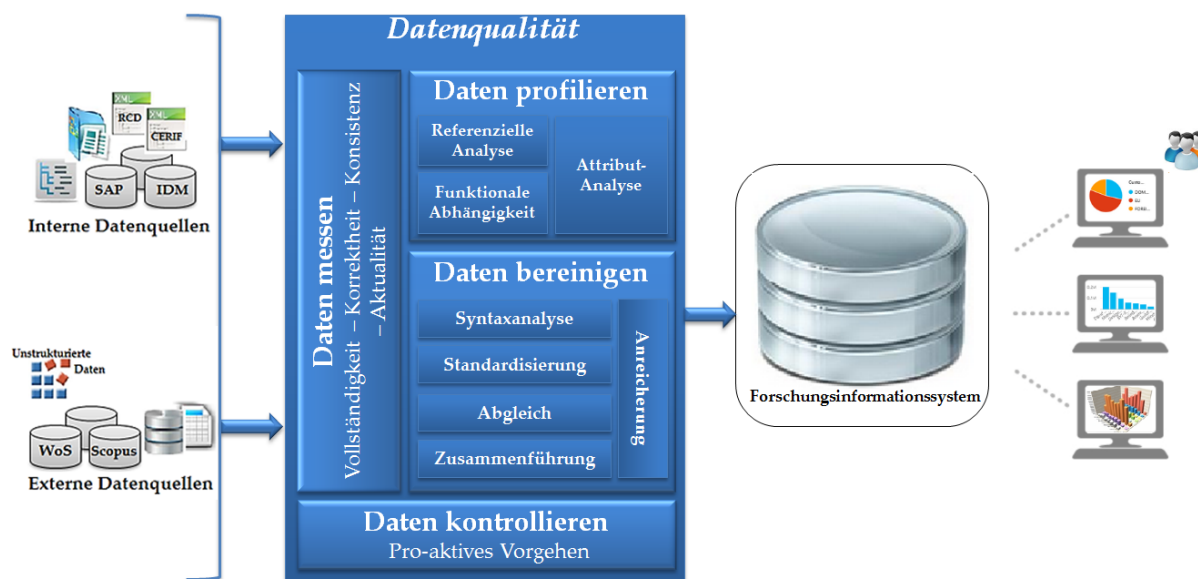 RCD
CERIF
SAP
IDM
Interne Datenquellen
Unstrukturierte
Daten
WoS
Scopus
Externe Datenquellen
Datenqualität
Daten messen
Vollständigkeit – Korrektheit – Konsistenz
– Aktualität
Daten profilieren
Referenzielle
Analyse
Funktionale
Abhängigkeit
Attribut-
Analyse
Daten bereinigen
Syntaxanalyse
Standardisierung
Abgleich
Zusammenführung
Anreicherung
Daten kontrollieren
Pro-aktives Vorgehen
Forschungsinformationssystem